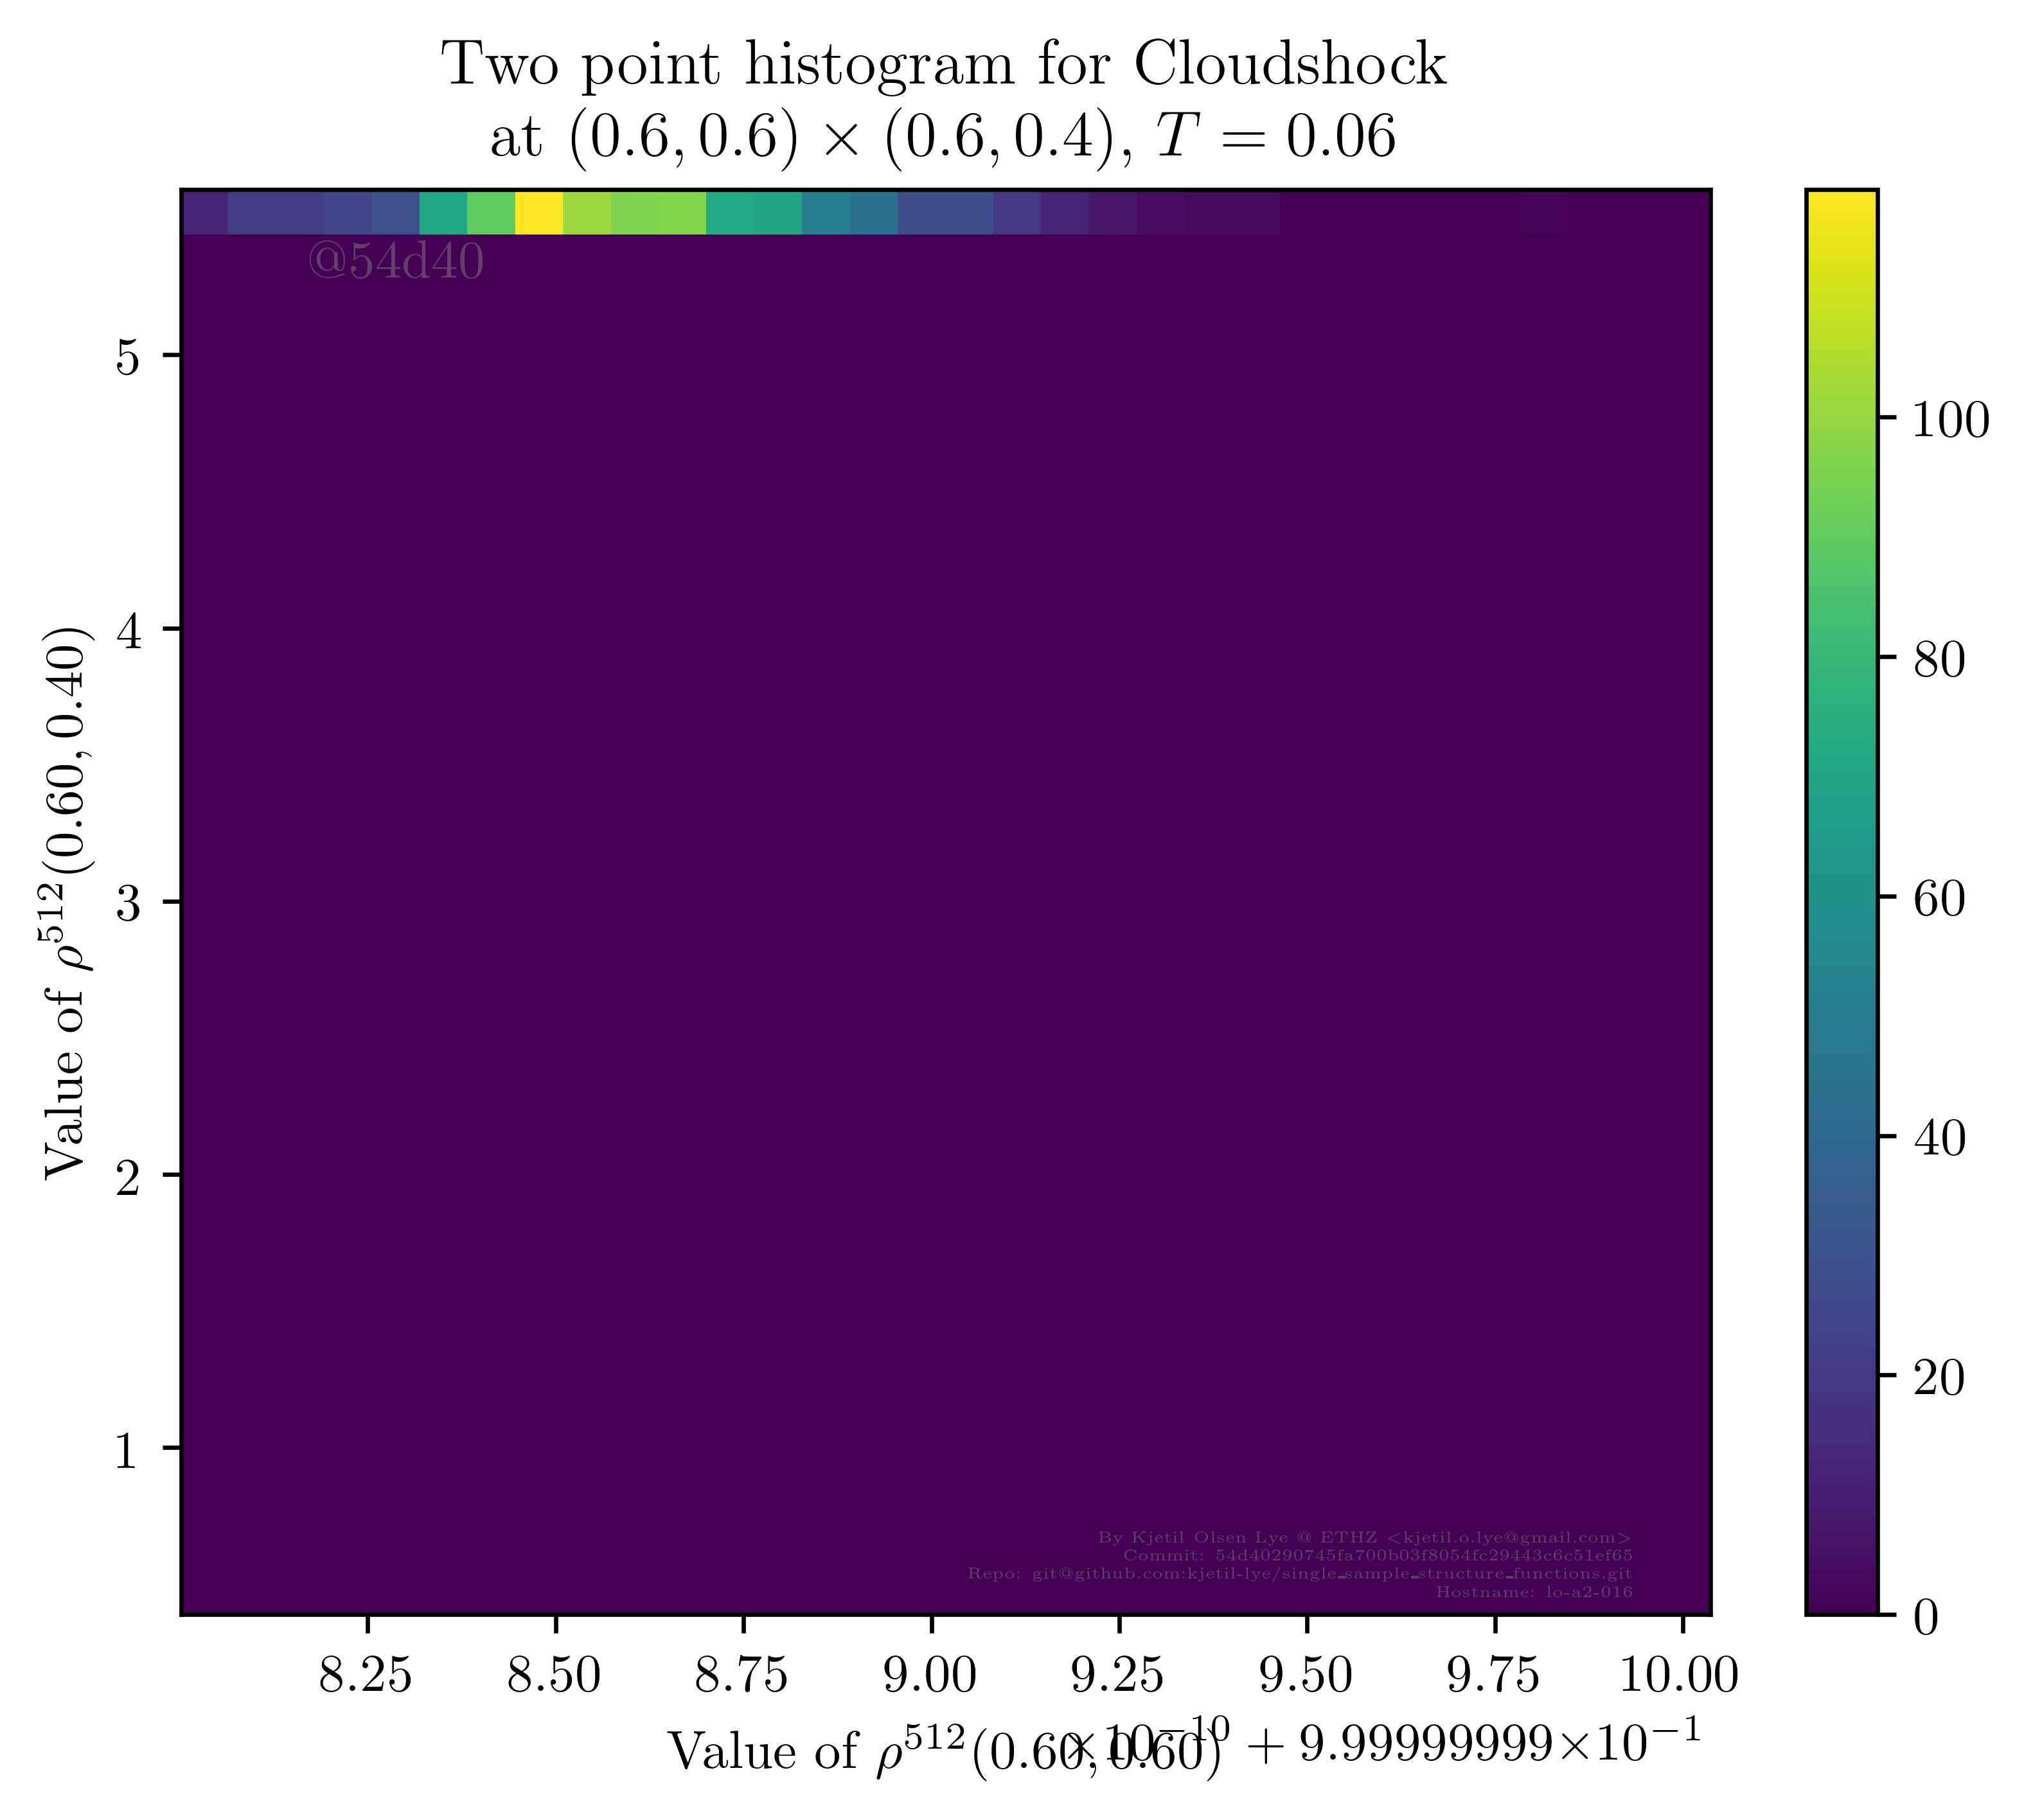 Two point histogram for Cloudshock
at (0.6, 0.6) × (0.6, 0.4), T = 0.06
@54d40
5
4
3
2
1
Value of ρ^512(0.60, 0.40)
100
80
60
40
20
0
By Kjetil Olsen Lye @ ETHZ <kjetil.o.lye@gmail.com>
Commit: 54d40290745fa700b03f8054fc29443c6c51ef65
Repo: git@github.com:kjetil-lye/single_sample_structure_functions.git
Hostname: lo-a2-016
8.25 8.50 8.75 9.00 9.25 9.50 9.75 10.00
Value of ρ^512(0.60, 0.60)
×10^−10 + 9.99999999×10^−1